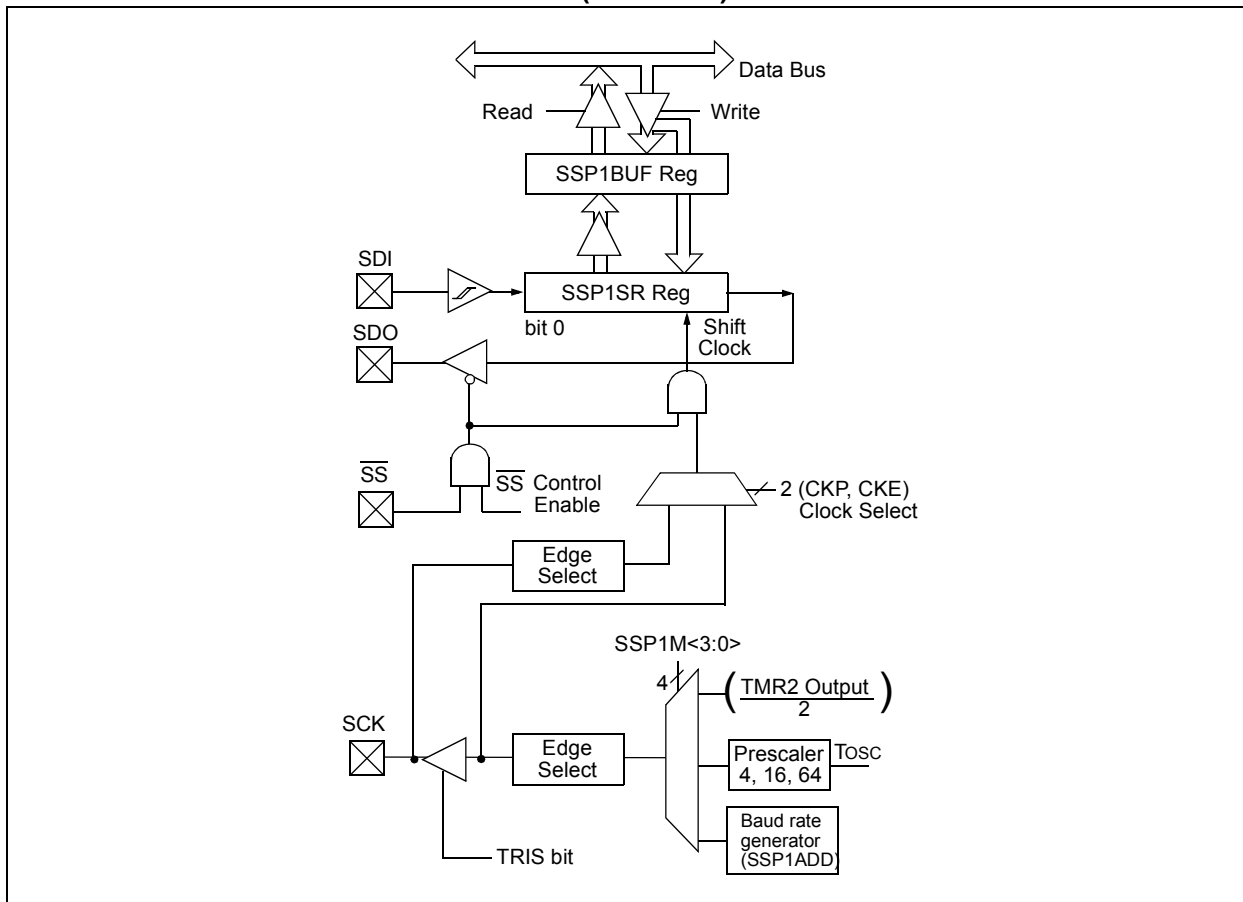 Data Bus
Read
Write
SSP1BUF Reg
SDI
SSP1SR Reg
bit 0
Shift
Clock
SDO
SS
SS Control
Enable
2 (CKP, CKE)
Clock Select
Edge
Select
SSP1M<3:0>
4
(TMR2 Output)
2
SCK
Edge
Select
Prescaler
4, 16, 64
TOSC
Baud rate
generator
(SSP1ADD)
TRIS bit